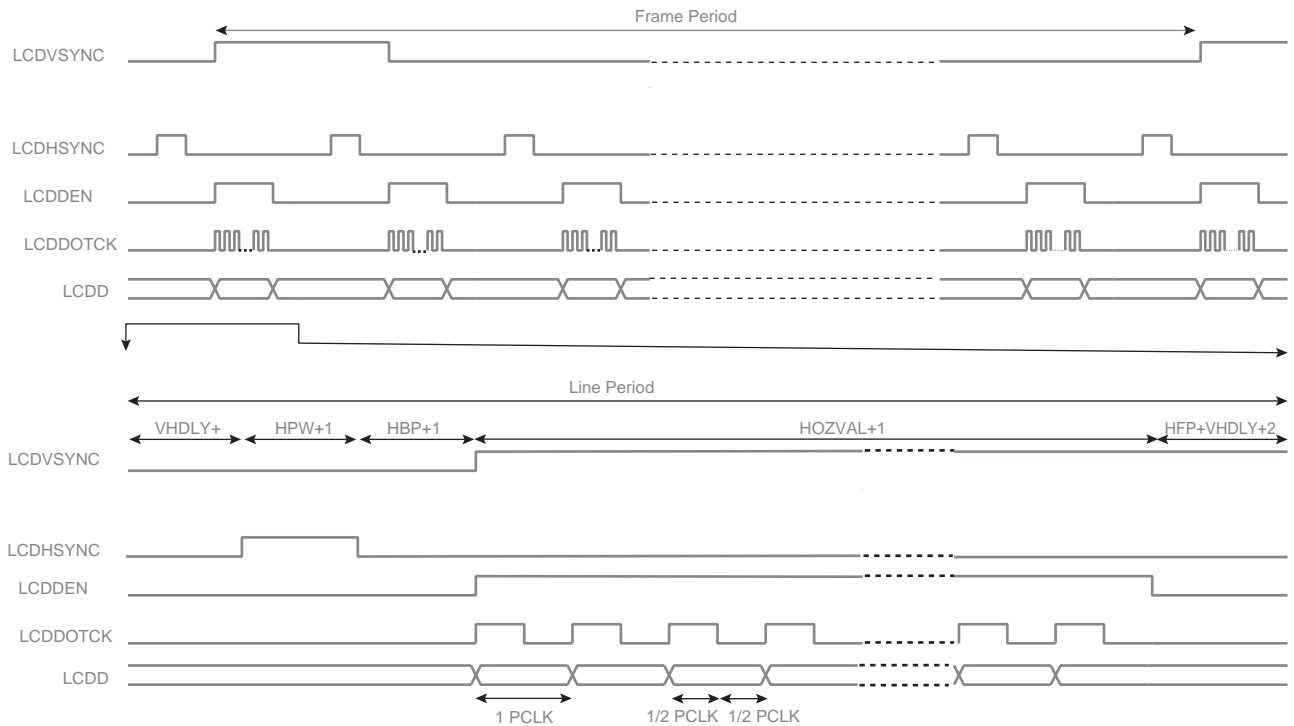 Frame Period
LCDVSYNC
LCDHSYNC
LCDDEN
LCDDOTCK
LCDD
Line Period
VHDLY+ HPW+1 HBP+1 HOZVAL+1 HFP+VHDLY+2
LCDVSYNC
LCDHSYNC
LCDDEN
LCDDOTCK
LCDD
1 PCLK 1/2 PCLK 1/2 PCLK